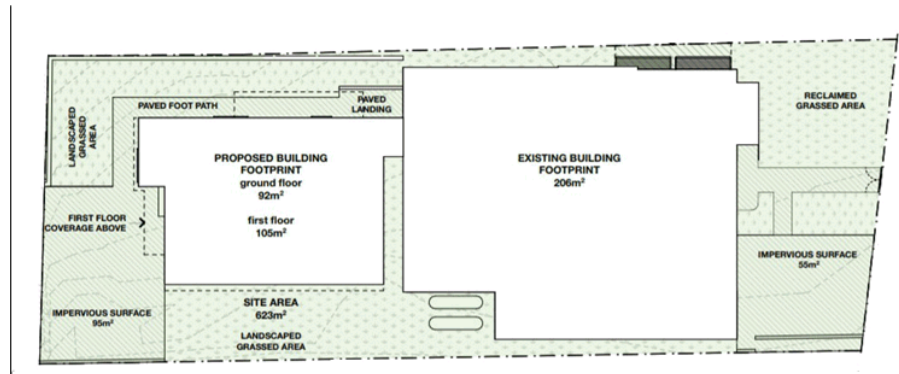 LANDSCAPED
GRASSED
AREA
PAVED FOOT PATH
PAVED
LANDING
RECLAIMED
GRASSED AREA
PROPOSED BUILDING
FOOTPRINT
ground floor
92m²
first floor
105m²
EXISTING BUILDING
FOOTPRINT
206m²
FIRST FLOOR
COVERAGE ABOVE
IMPERVIOUS SURFACE
55m²
IMPERVIOUS SURFACE
95m²
SITE AREA
623m²
LANDSCAPED
GRASSED AREA